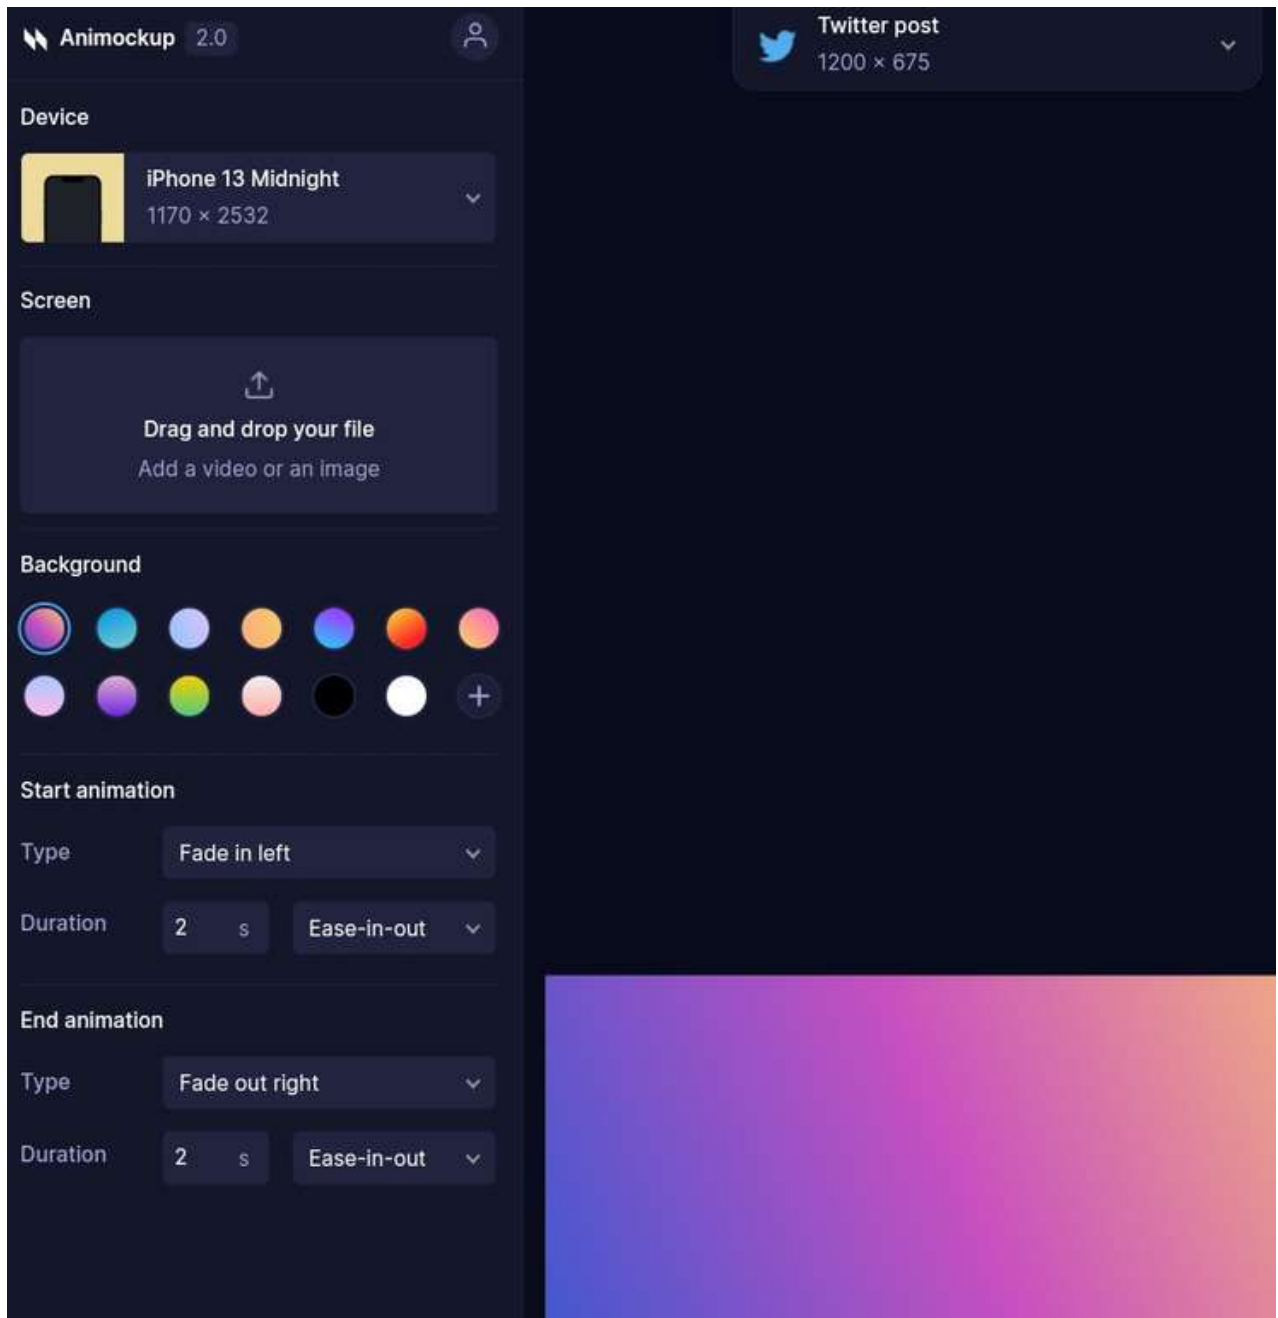 Animockup 2.0
Twitter post
1200 × 675
Device
iPhone 13 Midnight
1170 × 2532
Screen
Drag and drop your file
Add a video or an image
Background
Start animation
Type Fade in left
Duration 2 s Ease-in-out
End animation
Type Fade out right
Duration 2 s Ease-in-out